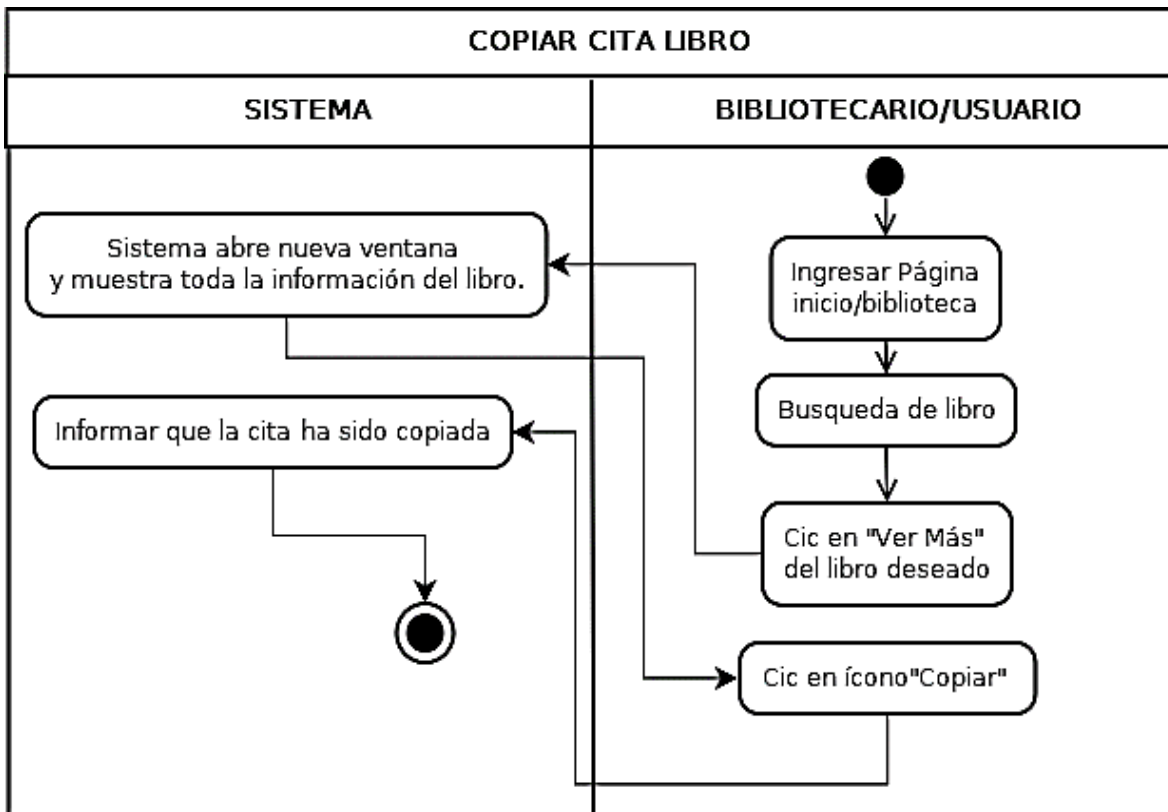 COPIAR CITA LIBRO
SISTEMA
BIBLIOTECARIO/USUARIO
Sistema abre nueva ventana
y muestra toda la información del libro.
Ingresar Página
inicio/biblioteca
Busqueda de libro
Informar que la cita ha sido copiada
Cic en "Ver Más"
del libro deseado
Cic en ícono"Copiar"